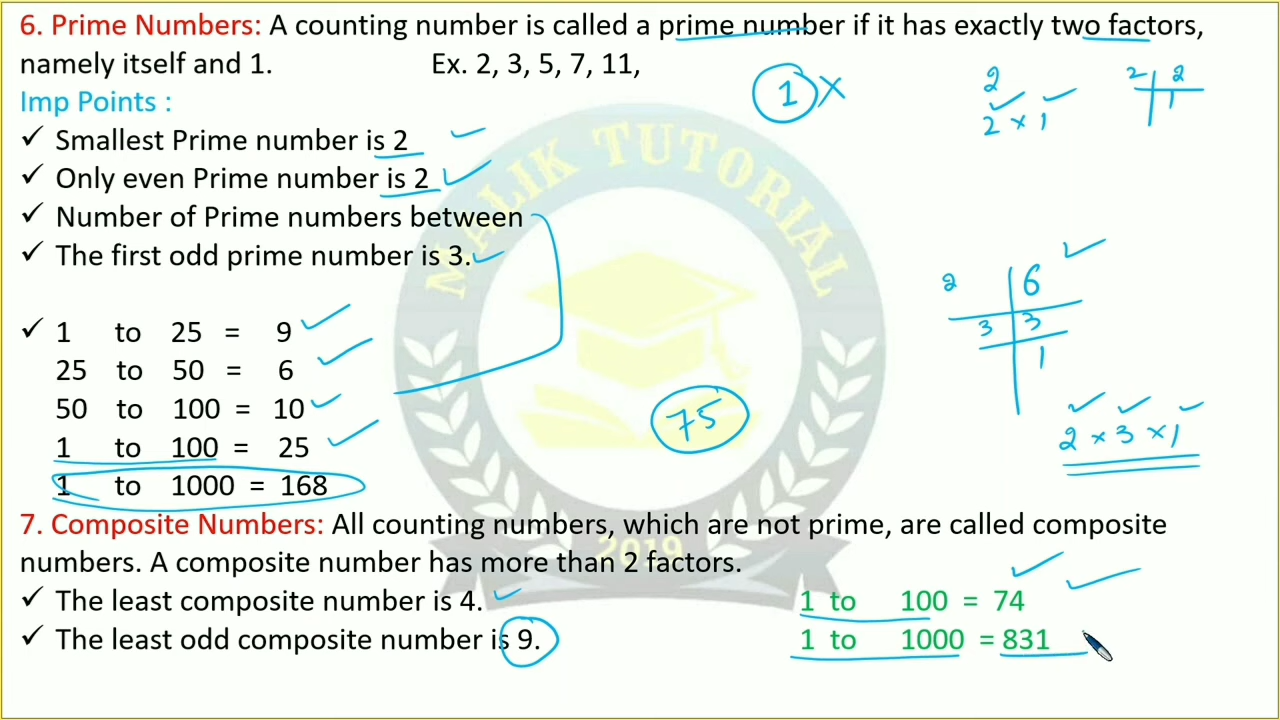 6. Prime Numbers: A counting number is called a prime number if it has exactly two factors,
namely itself and 1. Ex. 2, 3, 5, 7, 11,
1 ×
2
2 × 1
2 2
1
Imp Points :
✓ Smallest Prime number is 2
✓ Only even Prime number is 2
✓ Number of Prime numbers between
✓ The first odd prime number is 3.
2 6
3 3
1
✓ 1 to 25 = 9
25 to 50 = 6
50 to 100 = 10
75
2 × 3 × 1
1 to 100 = 25
1 to 1000 = 168
7. Composite Numbers: All counting numbers, which are not prime, are called composite
numbers. A composite number has more than 2 factors.
✓ The least composite number is 4. 1 to 100 = 74
✓ The least odd composite number is 9. 1 to 1000 = 831
MALIK TUTORIAL
2019